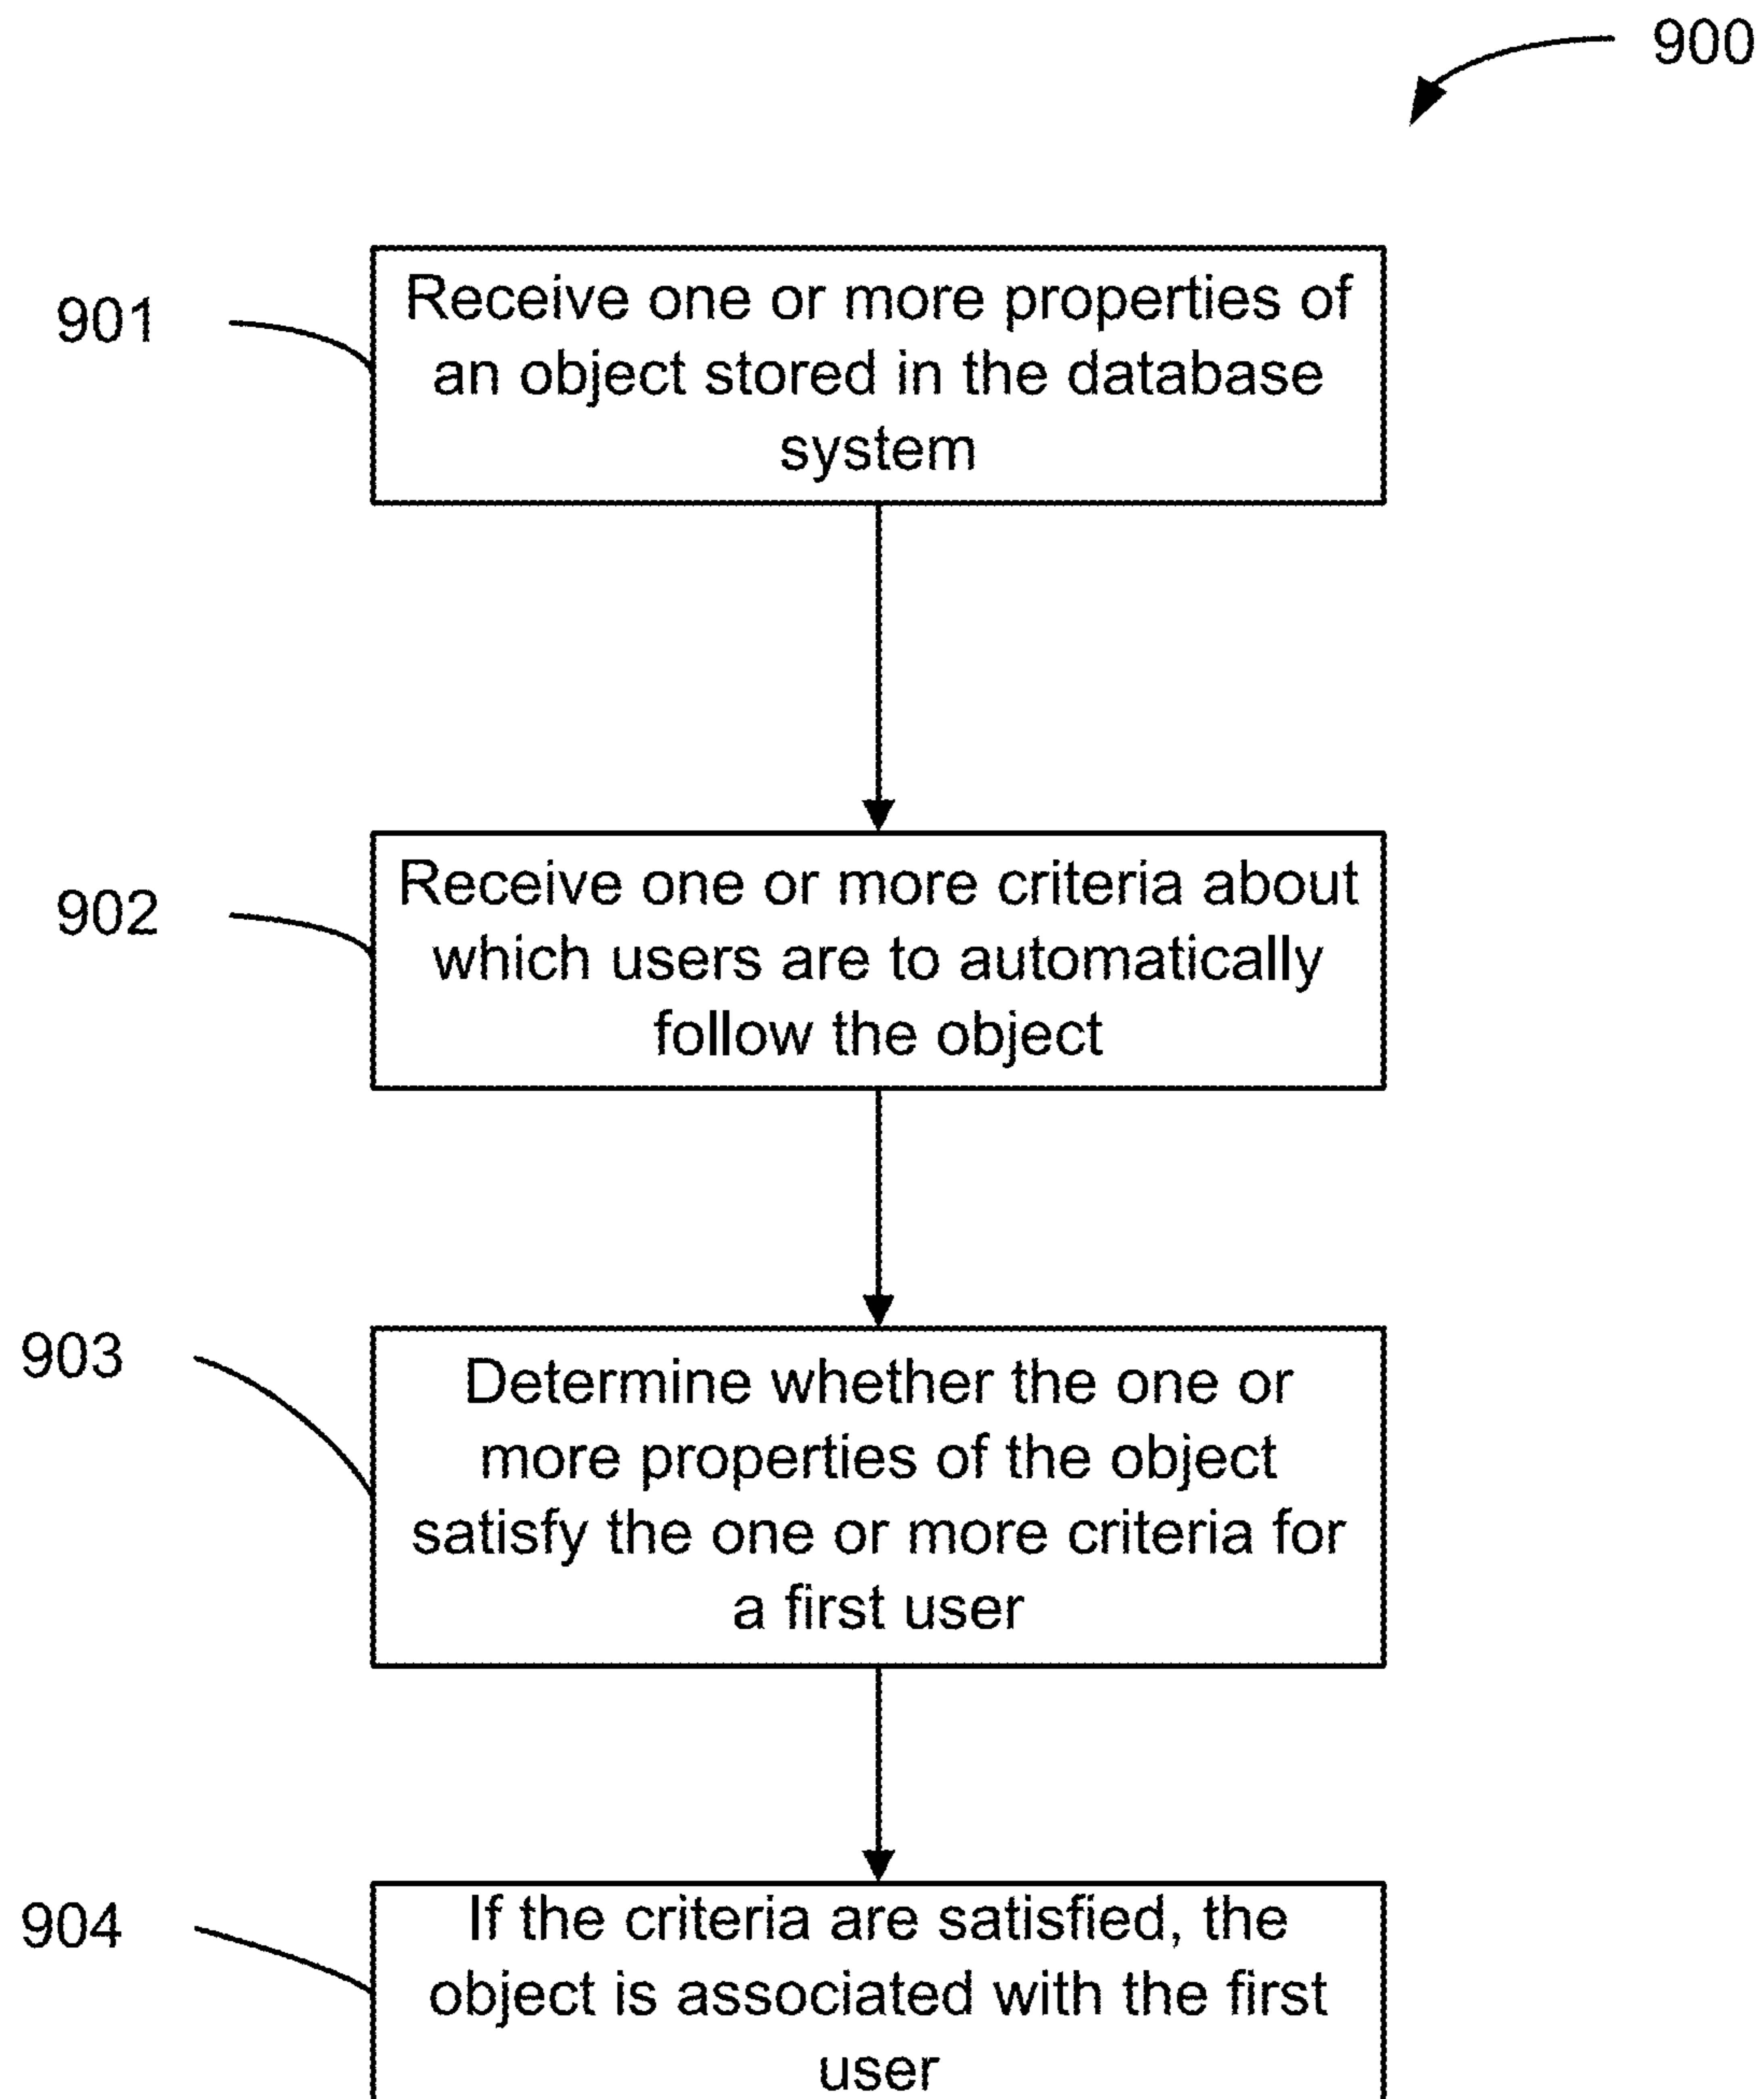 900
901
Receive one or more properties of
an object stored in the database
system
902
Receive one or more criteria about
which users are to automatically
follow the object
903
Determine whether the one or
more properties of the object
satisfy the one or more criteria for
a first user
904
If the criteria are satisfied, the
object is associated with the first
user